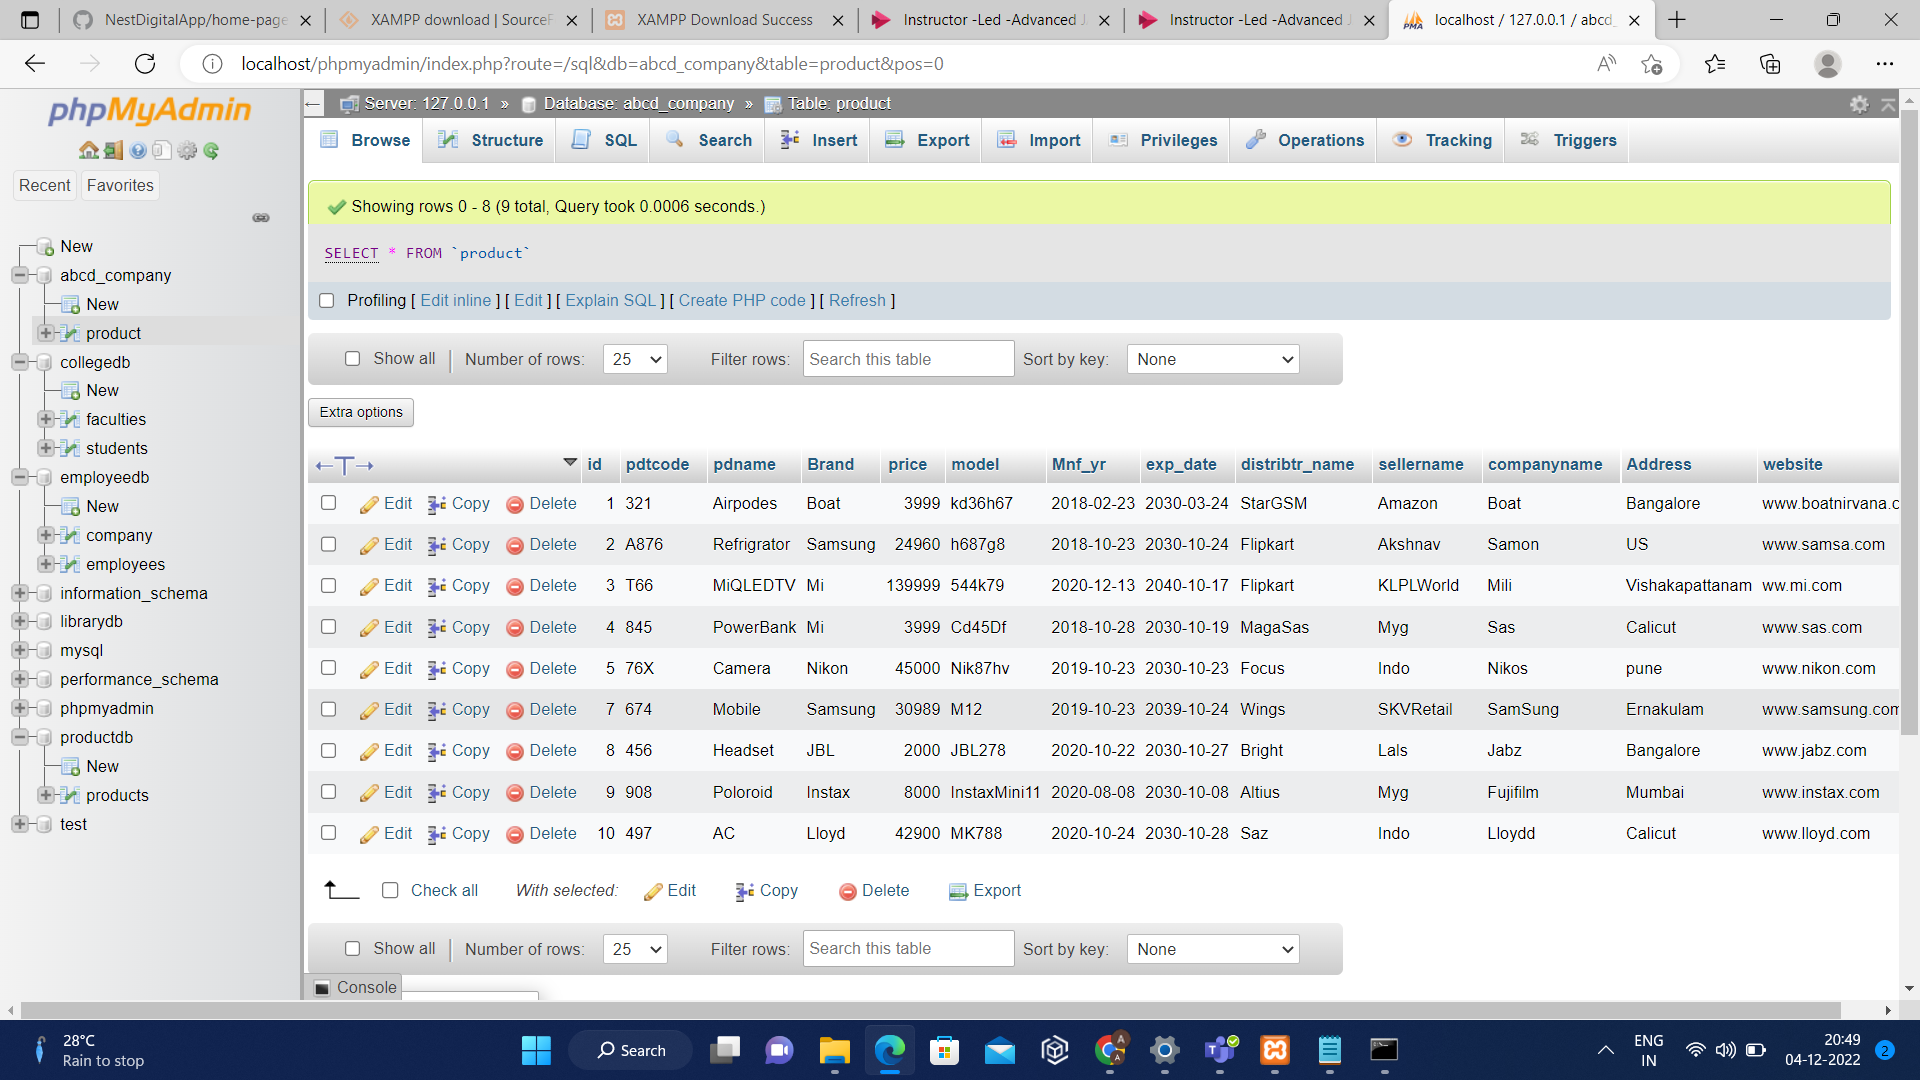 NestDigitalApp/home-page
XAMPP download | SourceF
XAMPP Download Success
Instructor -Led -Advanced J
Instructor -Led -Advanced J
localhost / 127.0.0.1 / abcd_
localhost/phpmyadmin/index.php?route=/sql&db=abcd_company&table=product&pos=0
phpMyAdmin
Recent Favorites
New
abcd_company
New
product
collegedb
New
faculties
students
employeedb
New
company
employees
information_schema
librarydb
mysql
performance_schema
phpmyadmin
productdb
New
products
test
Server: 127.0.0.1 » Database: abcd_company » Table: product
Browse Structure SQL Search Insert Export Import Privileges Operations Tracking Triggers
Showing rows 0 - 8 (9 total, Query took 0.0006 seconds.)
SELECT * FROM `product`
Profiling [ Edit inline ] [ Edit ] [ Explain SQL ] [ Create PHP code ] [ Refresh ]
Show all Number of rows: 25 Filter rows: Search this table Sort by key: None
Extra options
id pdtcode pdname Brand price model Mnf_yr exp_date distribtr_name sellername companyname Address website
Edit Copy Delete 1 321 Airpodes Boat 3999 kd36h67 2018-02-23 2030-03-24 StarGSM Amazon Boat Bangalore www.boatnirvana.c
Edit Copy Delete 2 A876 Refrigrator Samsung 24960 h687g8 2018-10-23 2030-10-24 Flipkart Akshnav Samon US www.samsa.com
Edit Copy Delete 3 T66 MiQLEDTV Mi 139999 544k79 2020-12-13 2040-10-17 Flipkart KLPLWorld Mili Vishakapattanam ww.mi.com
Edit Copy Delete 4 845 PowerBank Mi 3999 Cd45Df 2018-10-28 2030-10-19 MagaSas Myg Sas Calicut www.sas.com
Edit Copy Delete 5 76X Camera Nikon 45000 Nik87hv 2019-10-23 2030-10-23 Focus Indo Nikos pune www.nikon.com
Edit Copy Delete 7 674 Mobile Samsung 30989 M12 2019-10-23 2039-10-24 Wings SKVRetail SamSung Ernakulam www.samsung.com
Edit Copy Delete 8 456 Headset JBL 2000 JBL278 2020-10-22 2030-10-27 Bright Lals Jabz Bangalore www.jabz.com
Edit Copy Delete 9 908 Poloroid Instax 8000 InstaxMini11 2020-08-08 2030-10-08 Altius Myg Fujifilm Mumbai www.instax.com
Edit Copy Delete 10 497 AC Lloyd 42900 MK788 2020-10-24 2030-10-28 Saz Indo Lloydd Calicut www.lloyd.com
Check all With selected: Edit Copy Delete Export
Show all Number of rows: 25 Filter rows: Search this table Sort by key: None
Console
28°C
Rain to stop
Search
ENG
IN
20:49
04-12-2022
2